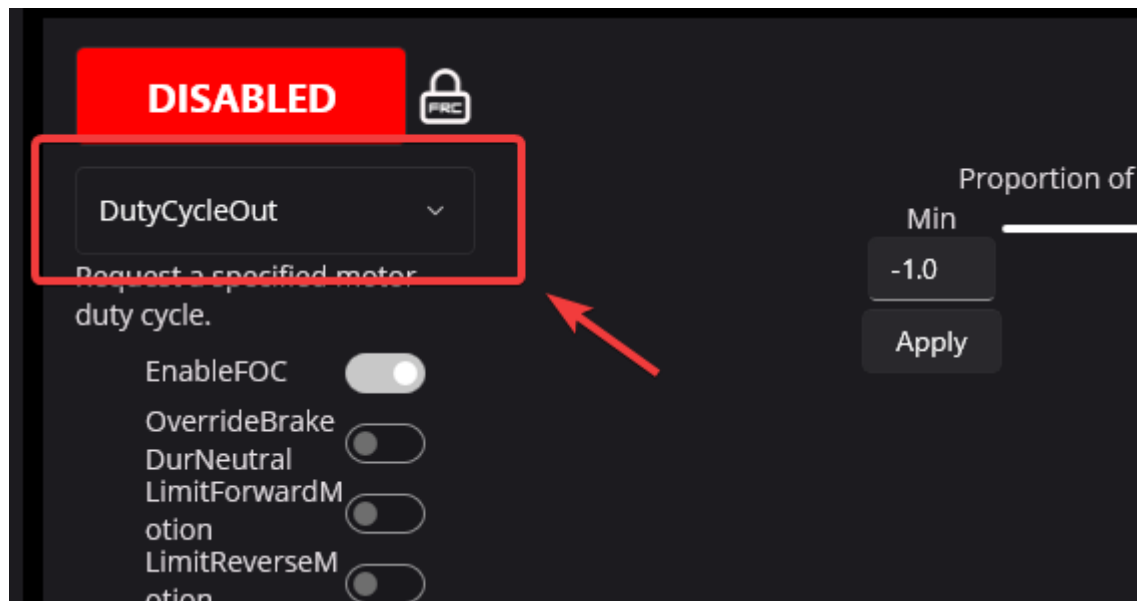 DISABLED
FRC
DutyCycleOut
Request a specified motor
duty cycle.
EnableFOC
OverrideBrake
DurNeutral
LimitForwardM
otion
LimitReverseM
otion
Proportion of
Min
-1.0
Apply